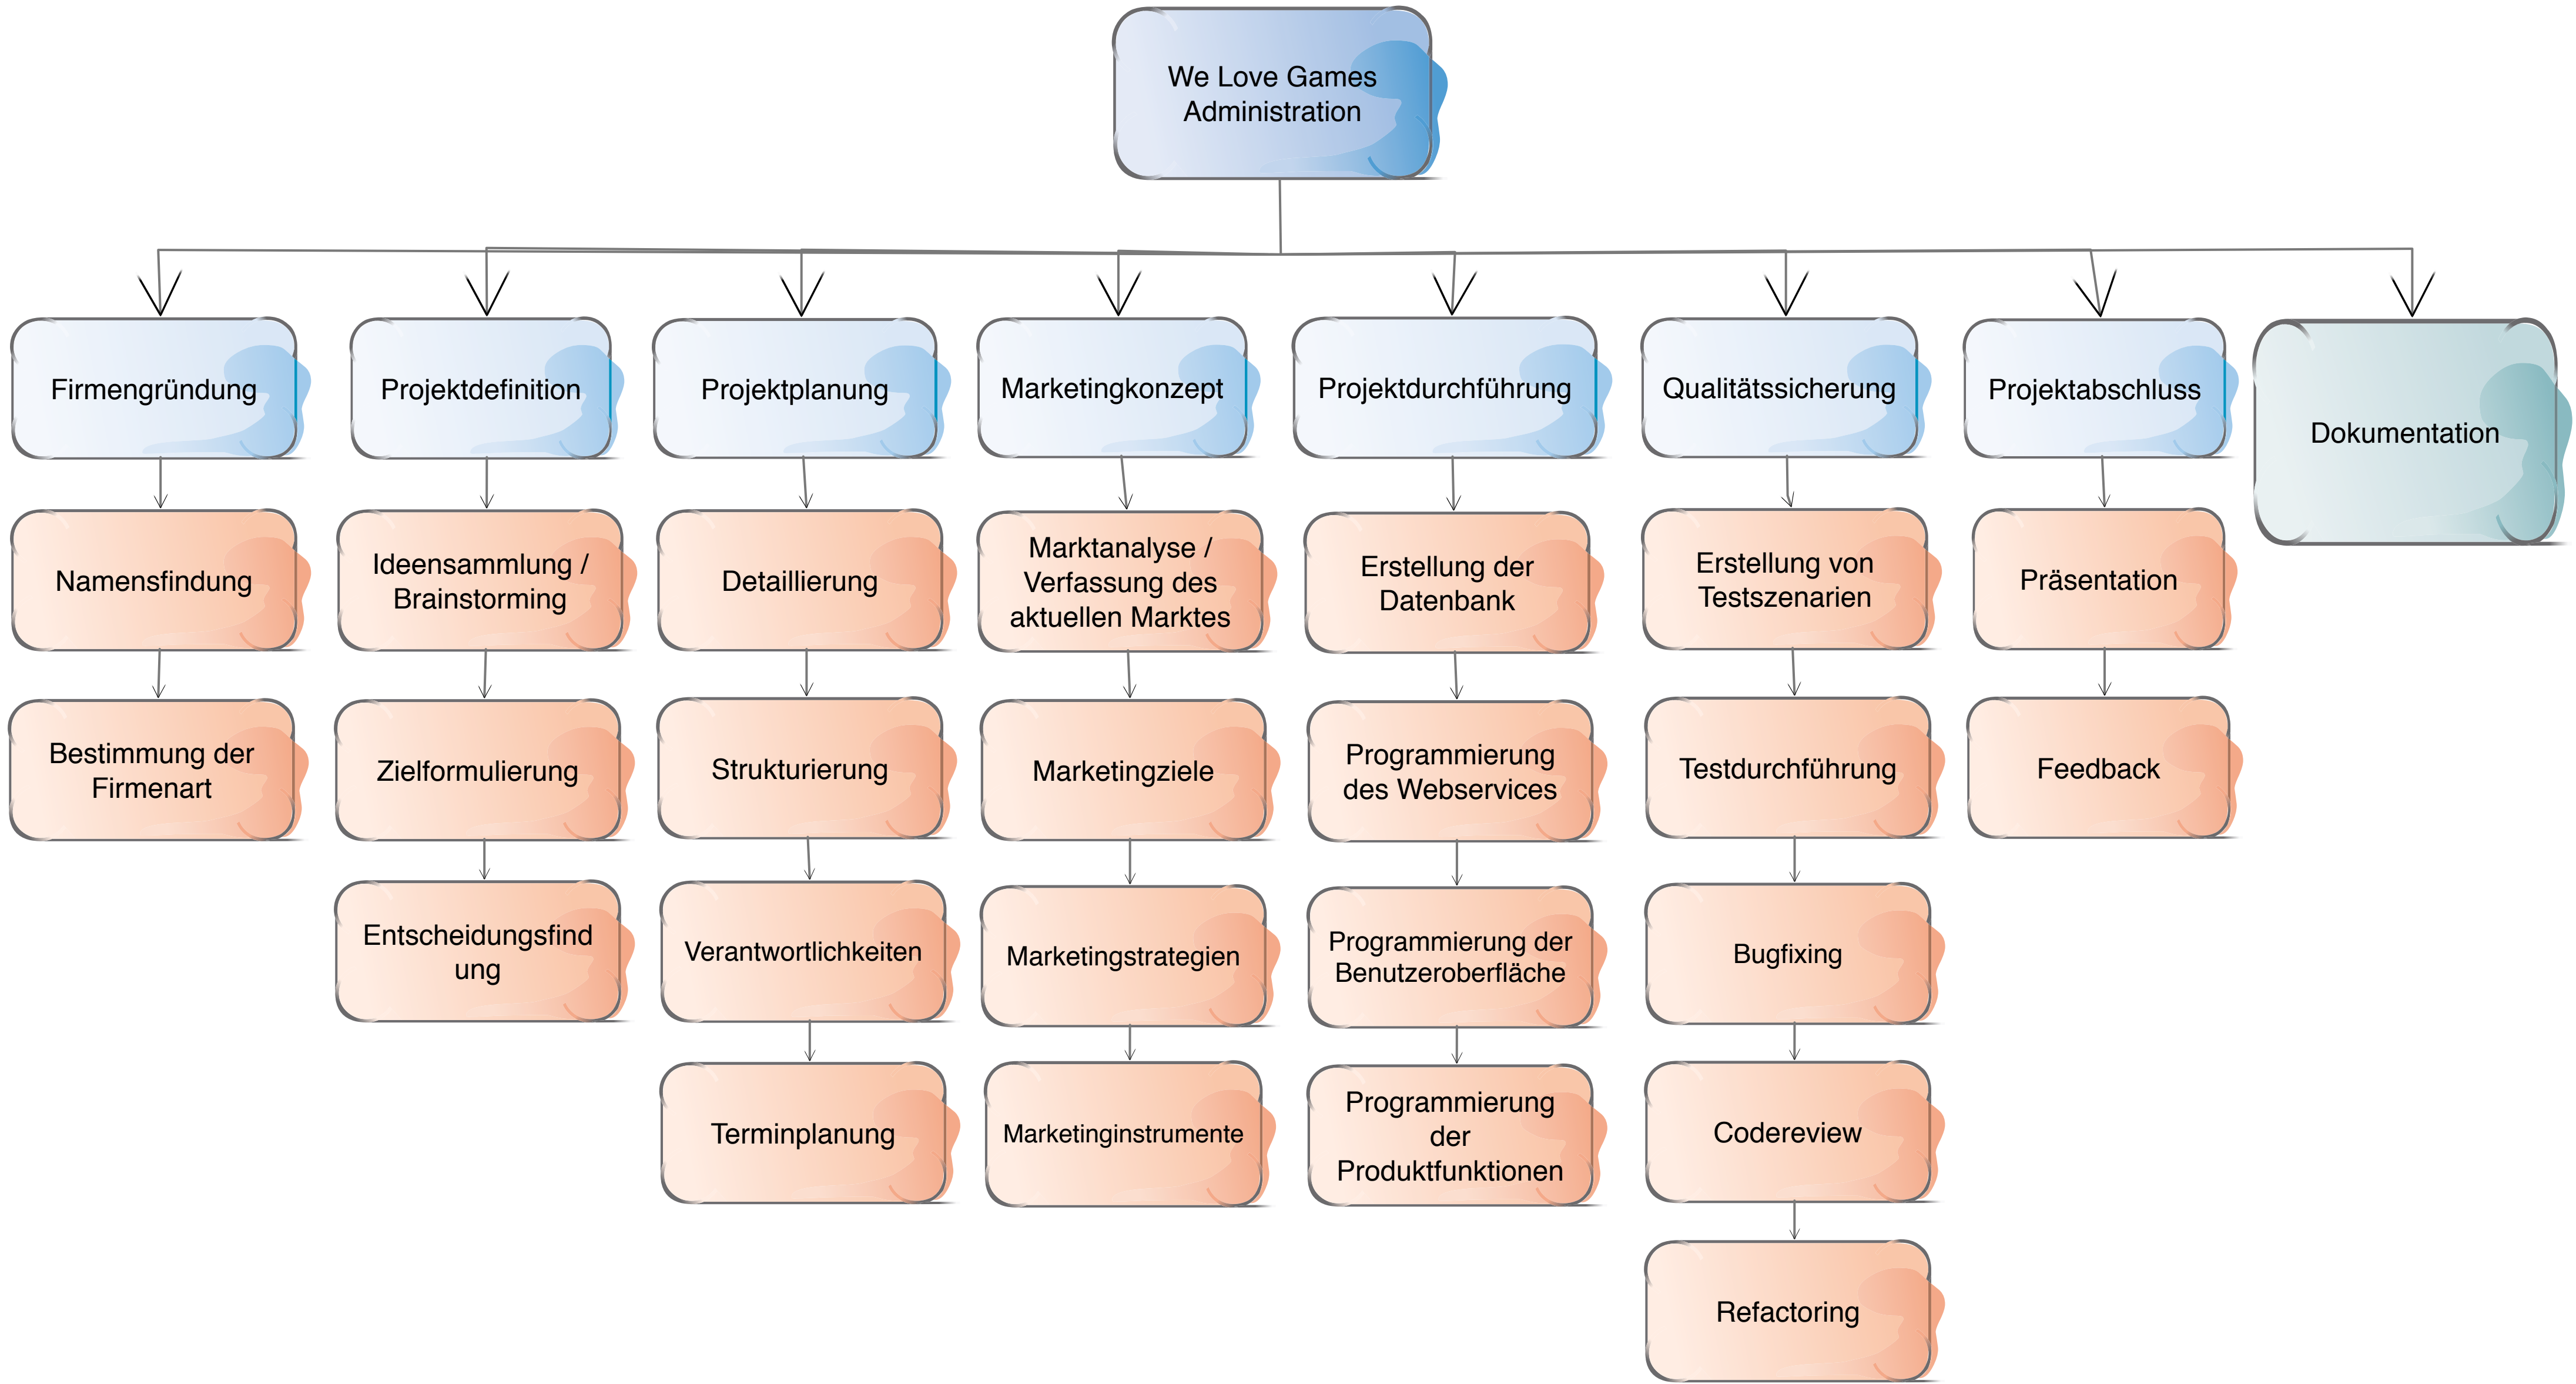 We Love Games
Administration
Firmengründung
Projektdefinition
Projektplanung
Marketingkonzept
Projektdurchführung
Qualitätssicherung
Projektabschluss
Dokumentation
Namensfindung
Ideensammlung /
Brainstorming
Detaillierung
Marktanalyse /
Verfassung des
aktuellen Marktes
Erstellung der
Datenbank
Erstellung von
Testszenarien
Präsentation
Bestimmung der
Firmenart
Zielformulierung
Strukturierung
Marketingziele
Programmierung
des Webservices
Testdurchführung
Feedback
Entscheidungsfind
ung
Verantwortlichkeiten
Marketingstrategien
Programmierung der
Benutzeroberfläche
Bugfixing
Terminplanung
Marketinginstrumente
Programmierung
der
Produktfunktionen
Codereview
Refactoring